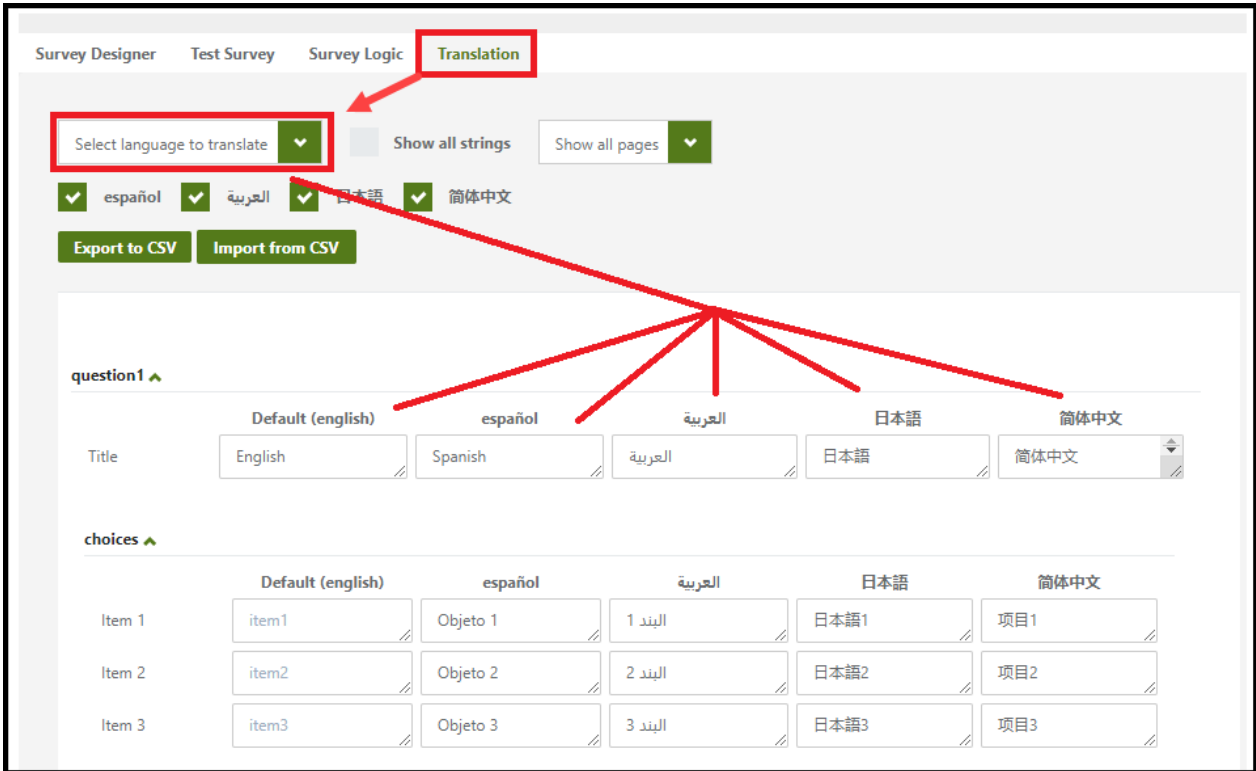 Survey Designer Test Survey Survey Logic Translation
Select language to translate Show all strings Show all pages
español العربية 日本語 简体中文
Export to CSV Import from CSV
question1
Default (english) español العربية 日本語 简体中文
Title English Spanish العربية 日本語 简体中文
choices
Default (english) español العربية 日本語 简体中文
Item 1 item1 Objeto 1 البند 1 日本語1 项目1
Item 2 item2 Objeto 2 البند 2 日本語2 项目2
Item 3 item3 Objeto 3 البند 3 日本語3 项目3